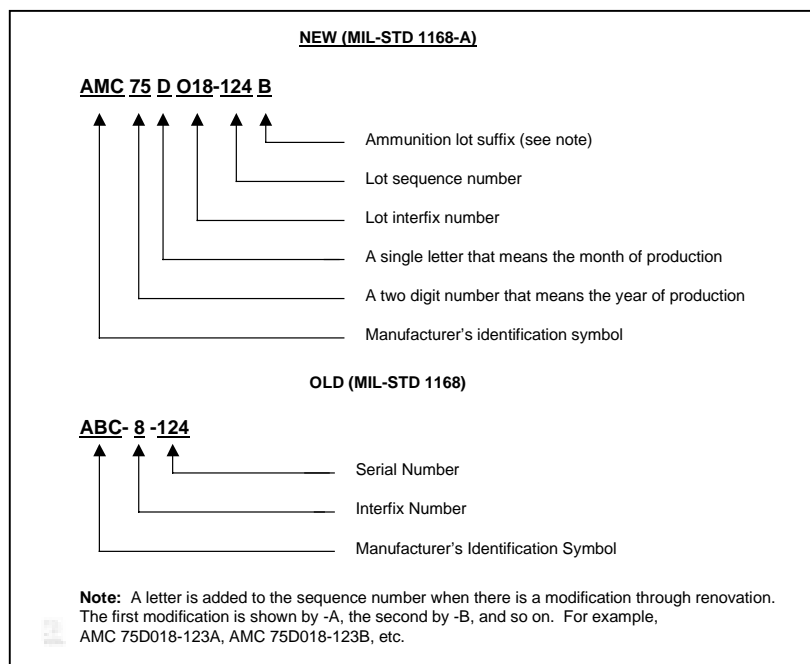 NEW (MIL-STD 1168-A)
AMC 75 D O18-124 B
Ammunition lot suffix (see note)
Lot sequence number
Lot interfix number
A single letter that means the month of production
A two digit number that means the year of production
Manufacturer’s identification symbol
OLD (MIL-STD 1168)
ABC- 8 -124
Serial Number
Interfix Number
Manufacturer’s Identification Symbol
Note: A letter is added to the sequence number when there is a modification through renovation.
The first modification is shown by -A, the second by -B, and so on. For example,
AMC 75D018-123A, AMC 75D018-123B, etc.